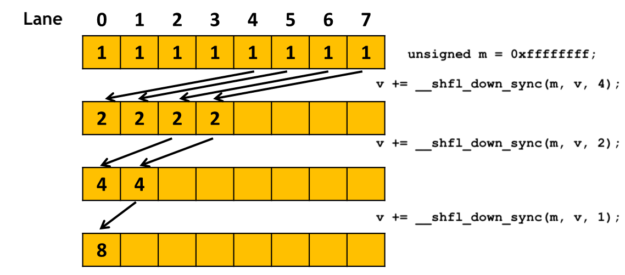 Lane 0 1 2 3 4 5 6 7
1 1 1 1 1 1 1 1 unsigned m = 0xffffffff;
v += __shfl_down_sync(m, v, 4);
2 2 2 2
v += __shfl_down_sync(m, v, 2);
4 4
v += __shfl_down_sync(m, v, 1);
8